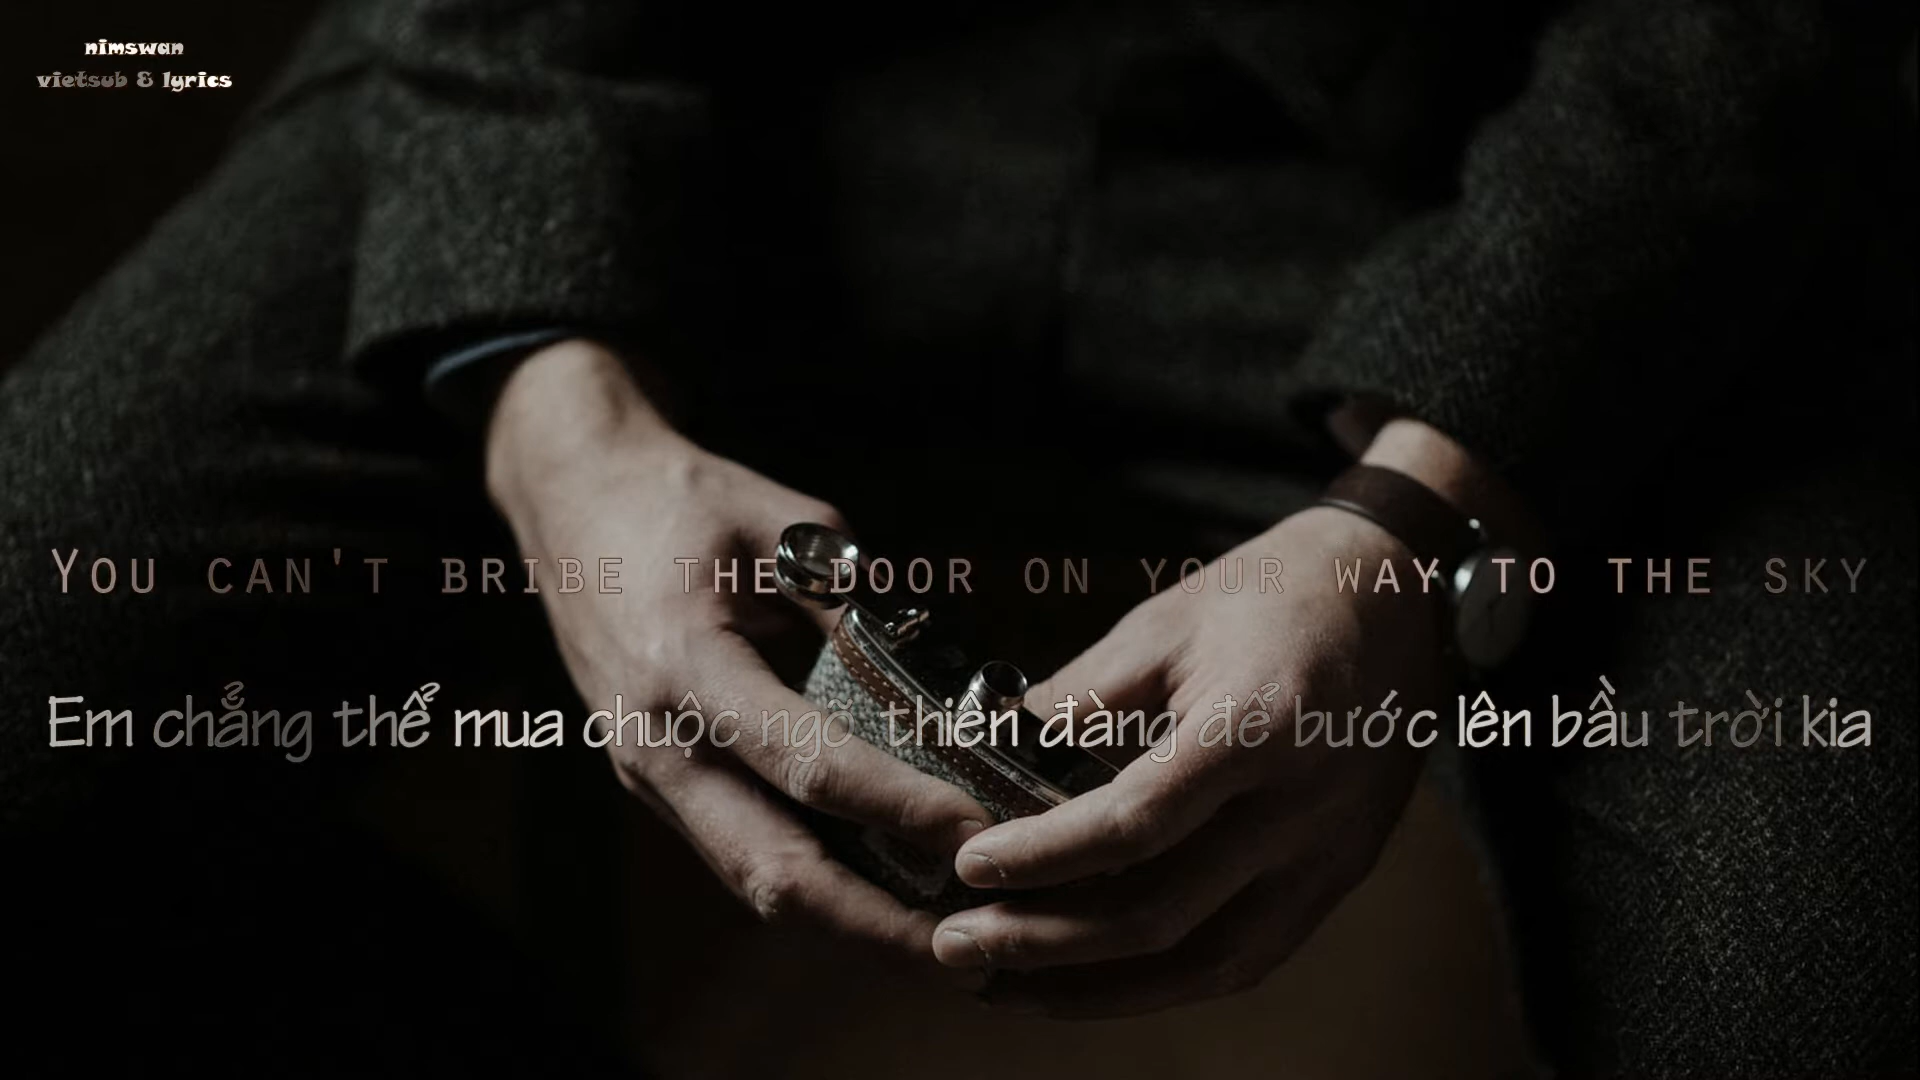 nimswan
vietsub & lyrics
You can't bribe the door on your way to the sky
Em chẳng thể mua chuộc ngõ thiên đàng để bước lên bầu trời kia